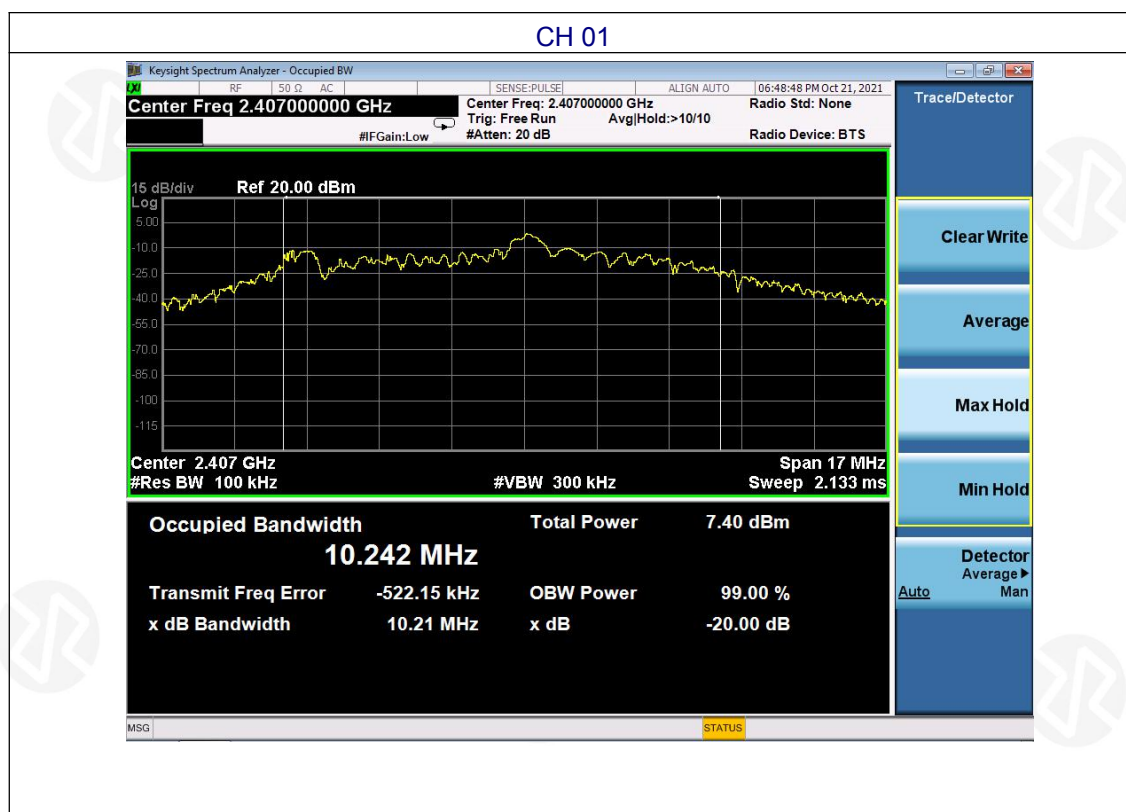 CH 01
Keysight Spectrum Analyzer - Occupied BW
LXI RF 50 Ω AC SENSE:PULSE ALIGN AUTO 06:48:48 PM Oct 21, 2021
Center Freq 2.407000000 GHz
Center Freq: 2.407000000 GHz Radio Std: None
Trig: Free Run Avg|Hold:>10/10
#IFGain:Low #Atten: 20 dB Radio Device: BTS
15 dB/div Ref 20.00 dBm
Log
5.00
-10.0
-25.0
-40.0
-55.0
-70.0
-85.0
-100
-115
Center 2.407 GHz Span 17 MHz
#Res BW 100 kHz #VBW 300 kHz Sweep 2.133 ms
Occupied Bandwidth Total Power 7.40 dBm
10.242 MHz
Transmit Freq Error -522.15 kHz OBW Power 99.00 %
x dB Bandwidth 10.21 MHz x dB -20.00 dB
Trace/Detector
Clear Write
Average
Max Hold
Min Hold
Detector
Average▶
Auto Man
MSG STATUS